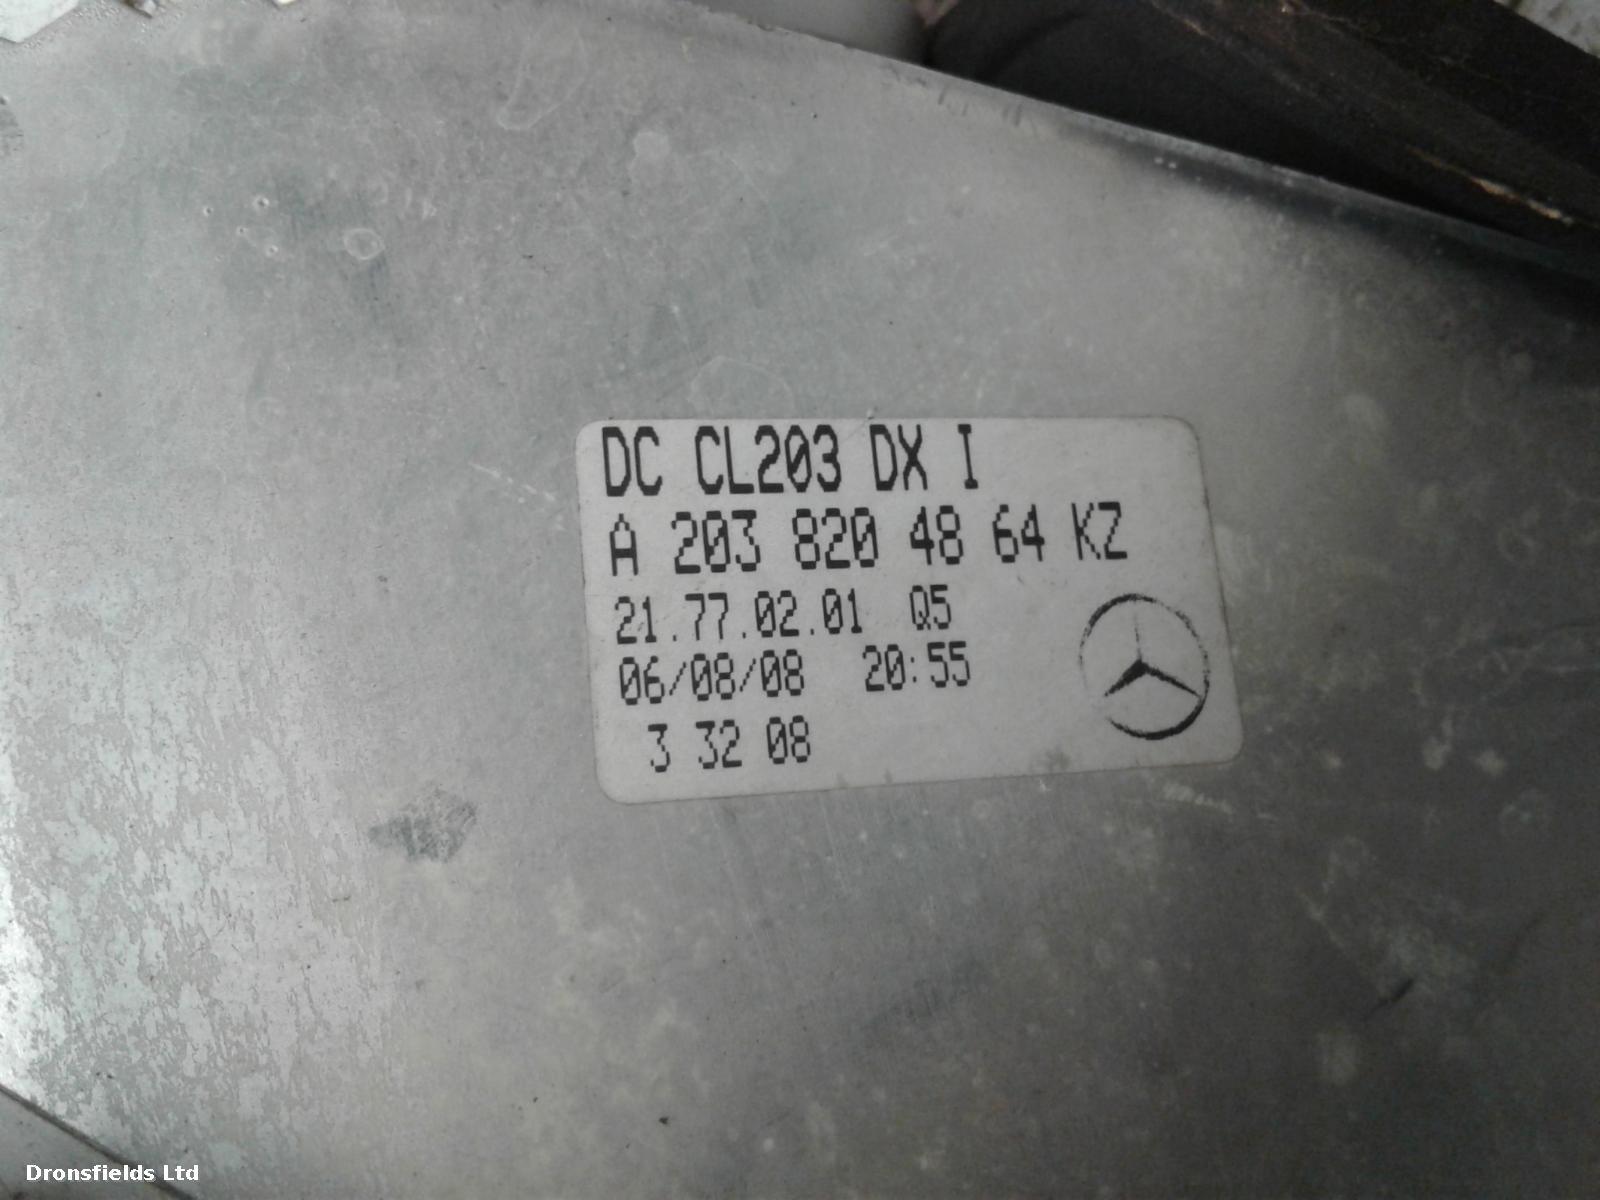 DC CL203 DX I
A 203 820 48 64 KZ
21.77.02.01 Q5
06/08/08 20:55
3 32 08
Dronsfields Ltd